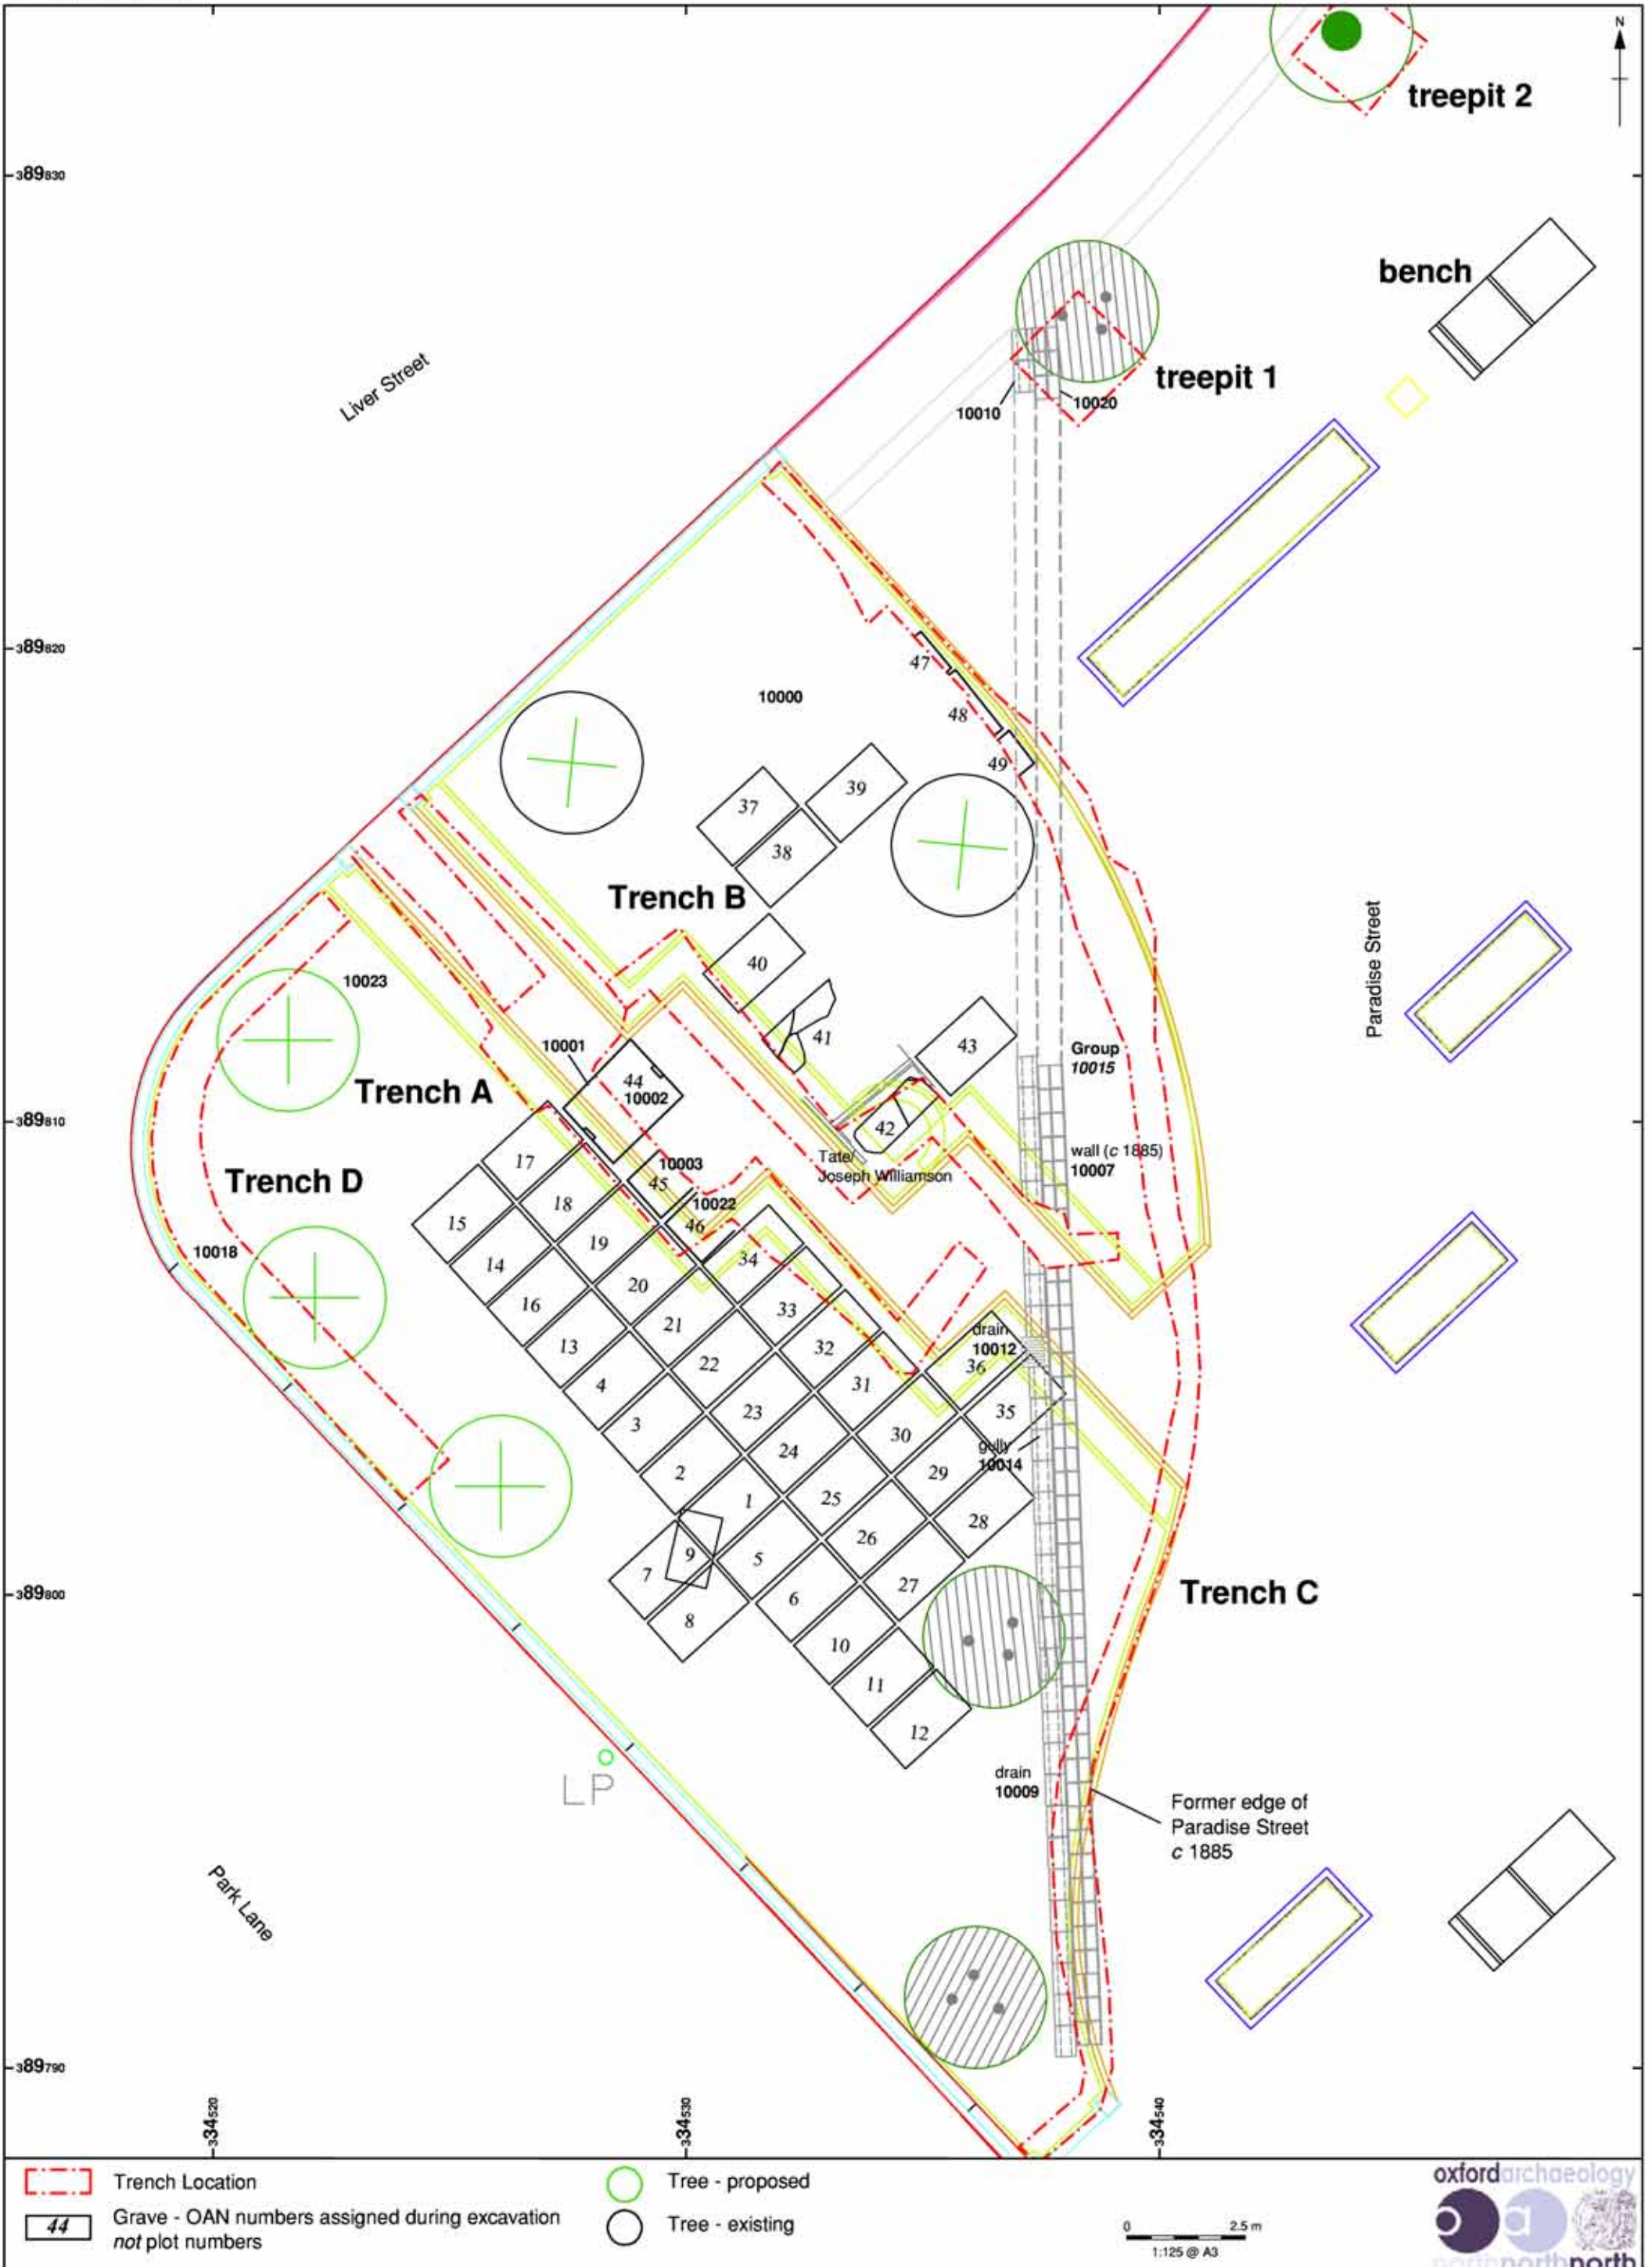 N
treepit 2
389830
bench
Liver Street
treepit 1
10010
10020
389820
47
10000
48
49
37
39
38
Trench B
40
Paradise Street
10023
41
10001
43
Group
10015
44
10002
Trench A
389810
42
wall (c 1885)
10007
Tate/
Joseph Williamson
17
10003
45
Trench D
18
10022
15
46
19
34
10018
14
20
16
33
21
drain
10012
13
32
22
36
4
31
23
35
3
30
24
gully
10014
2
29
1
25
28
26
9
5
7
27
Trench C
389800
6
8
10
11
12
LP
drain
10009
Former edge of
Paradise Street
c 1885
Park Lane
389790
334520
334530
334540
Trench Location
Tree - proposed
44
Grave - OAN numbers assigned during excavation
not plot numbers
Tree - existing
0 2.5 m
1:125 @ A3
oxfordarchaeology
oa
northnorthnorth